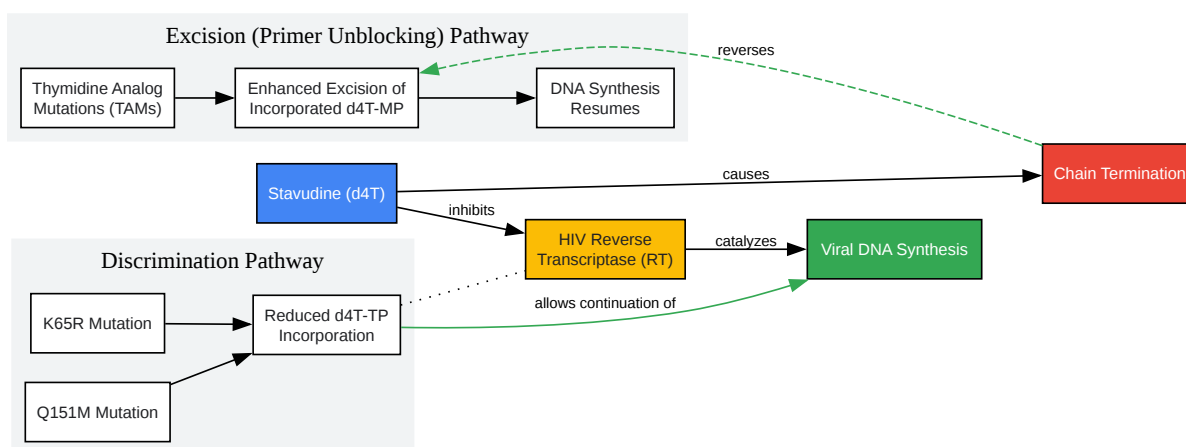 Excision (Primer Unblocking) Pathway
reverses
Thymidine Analog
Mutations (TAMs)
Enhanced Excision of
Incorporated d4T-MP
DNA Synthesis
Resumes
Stavudine (d4T)
causes
Chain Termination
inhibits
HIV Reverse
Transcriptase (RT)
catalyzes
Viral DNA Synthesis
Discrimination Pathway
K65R Mutation
Reduced d4T-TP
Incorporation
allows continuation of
Q151M Mutation